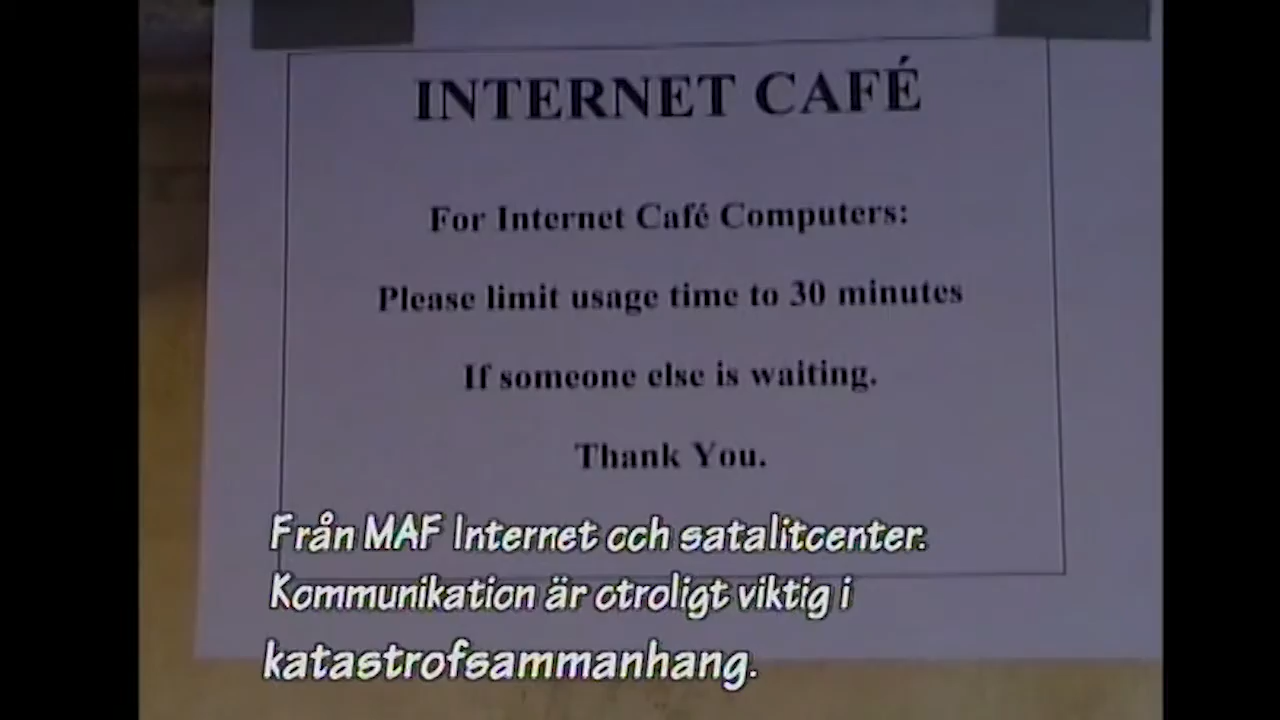 INTERNET CAFÉ
For Internet Café Computers:
Please limit usage time to 30 minutes
If someone else is waiting.
Thank You.
Från MAF Internet och satalitcenter.
Kommunikation är otroligt viktig i
katastrofsammanhang.